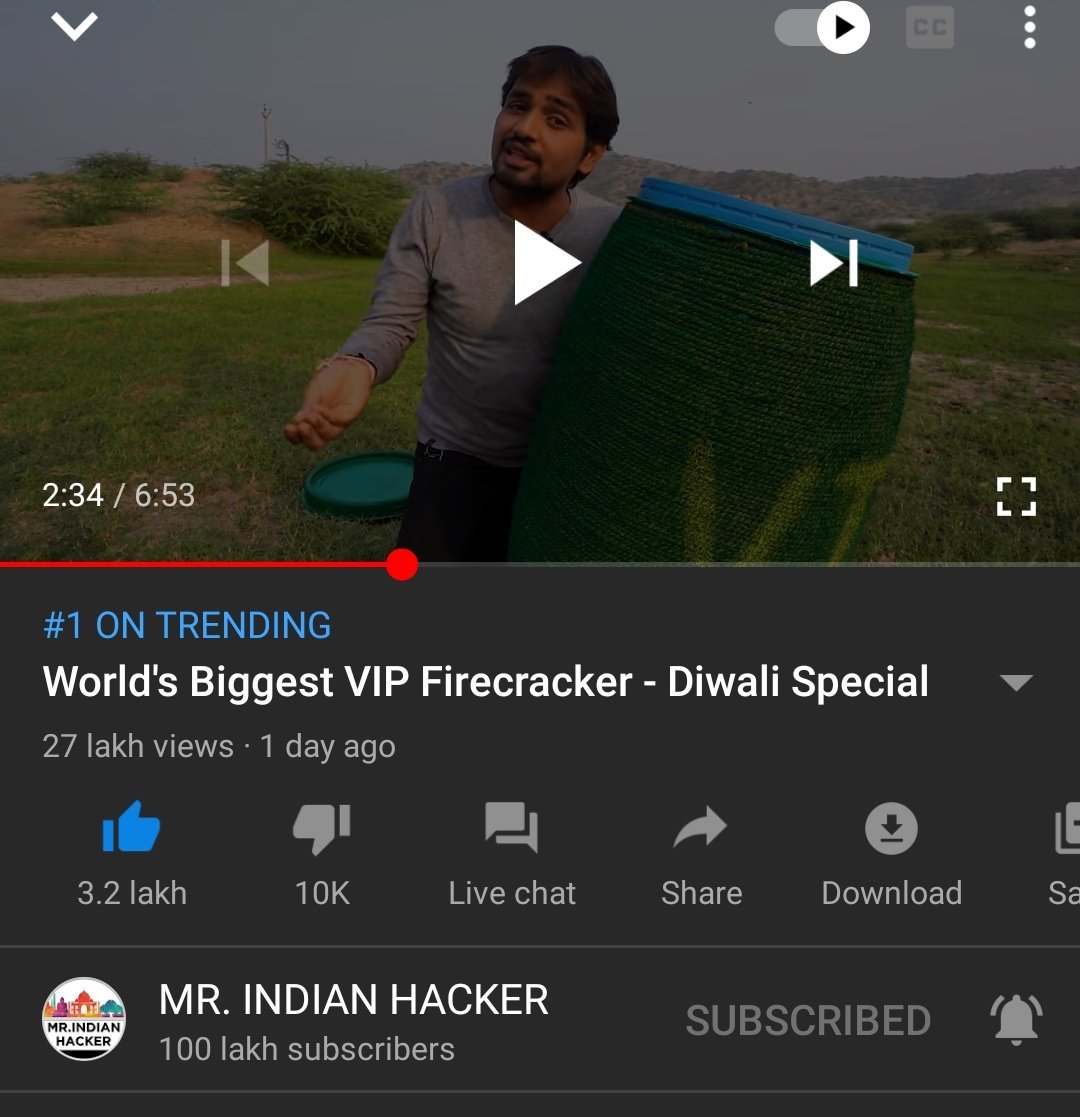 CC
VI
2:34 / 6:53
#1 ON TRENDING
World's Biggest VIP Firecracker - Diwali Special
27 lakh views · 1 day ago
3.2 lakh
10K
Live chat
Share
Download
Sa
MR.INDIAN
HACKER
MR. INDIAN HACKER
100 lakh subscribers
SUBSCRIBED